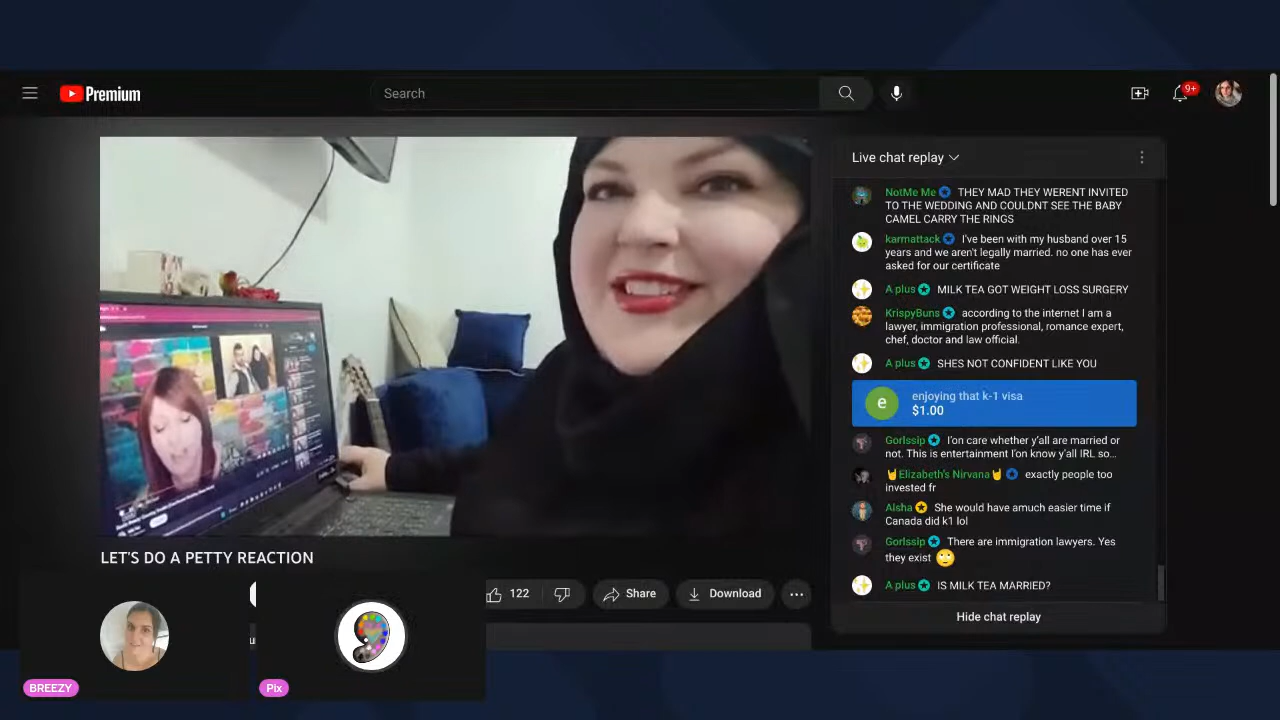 Premium
Search
9+
Live chat replay
NotMe Me THEY MAD THEY WERENT INVITED
TO THE WEDDING AND COULDNT SEE THE BABY
CAMEL CARRY THE RINGS
karmattack I've been with my husband over 15
years and we aren't legally married. no one has ever
asked for our certificate
A plus MILK TEA GOT WEIGHT LOSS SURGERY
KrispyBuns according to the internet I am a
lawyer, immigration professional, romance expert,
chef, doctor and law official.
A plus SHES NOT CONFIDENT LIKE YOU
e
enjoying that k-1 visa
$1.00
Gorlssip I'on care whether y'all are married or
not. This is entertainment I'on know y'all IRL so...
🤘Elizabeth's Nirvana🤘 exactly people too
invested fr
Alsha She would have amuch easier time if
Canada did k1 lol
Gorlssip There are immigration lawyers. Yes
they exist 🙄
A plus IS MILK TEA MARRIED?
Hide chat replay
LET'S DO A PETTY REACTION
122
Share
Download
BREEZY
Pix